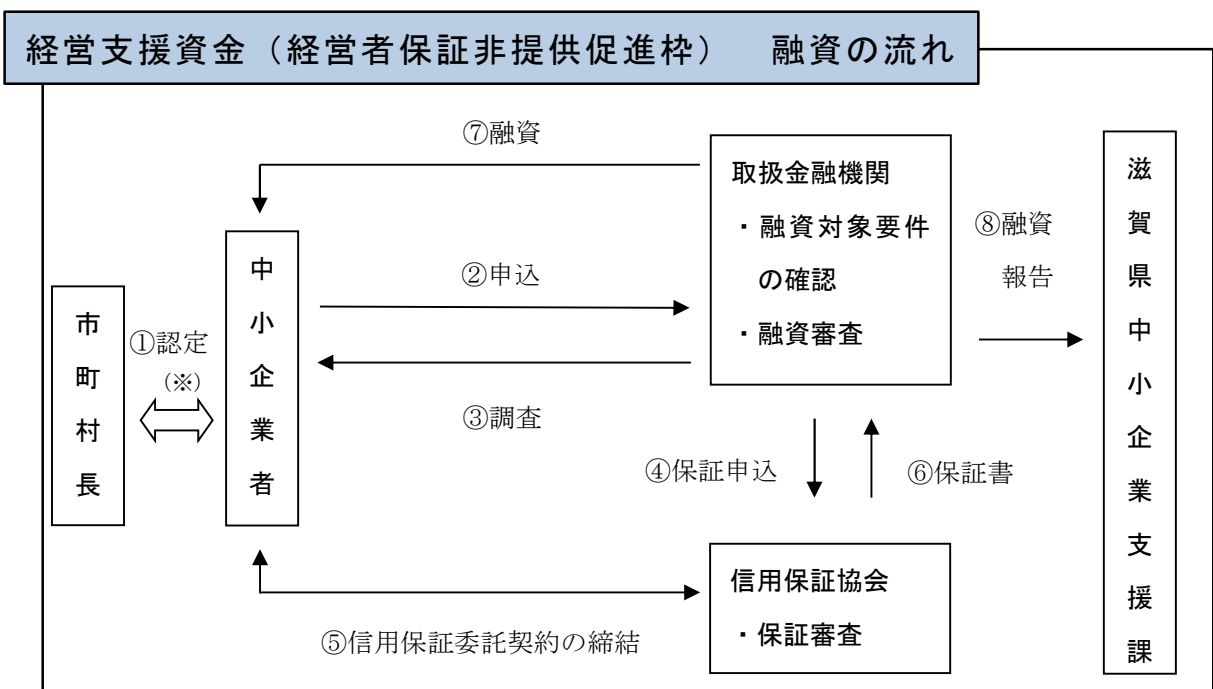 経営支援資金（経営者保証非提供促進枠）　融資の流れ
⑦融資
取扱金融機関
・融資対象要件
の確認
・融資審査
滋賀県中小企業支援課
⑧融資
報告
中小企業者
②申込
市町村長
①認定
（※）
③調査
④保証申込
⑥保証書
信用保証協会
・保証審査
⑤信用保証委託契約の締結